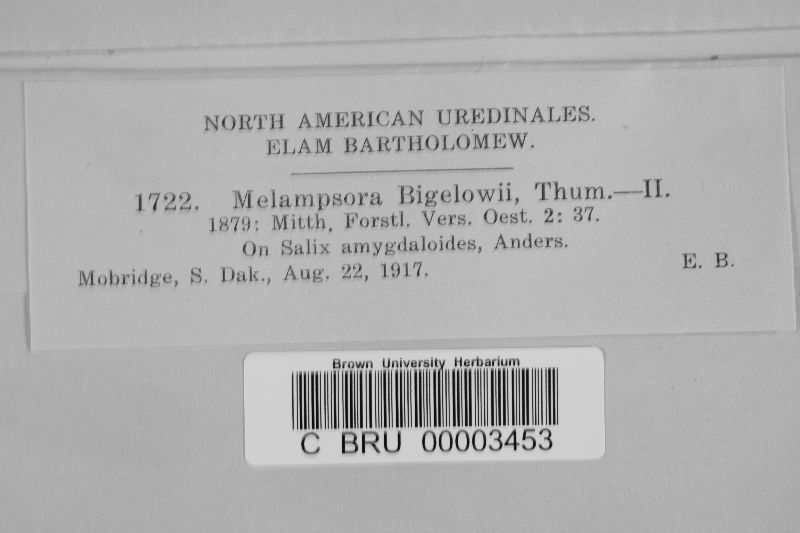 NORTH AMERICAN UREDINALES.
ELAM BARTHOLOMEW.
1722. Melampsora Bigelowii, Thum.—II.
1879: Mitth, Forstl. Vers. Oest. 2: 37.
On Salix amygdaloides, Anders.
Mobridge, S. Dak., Aug. 22, 1917. E. B.
Brown University Herbarium
C BRU 00003453